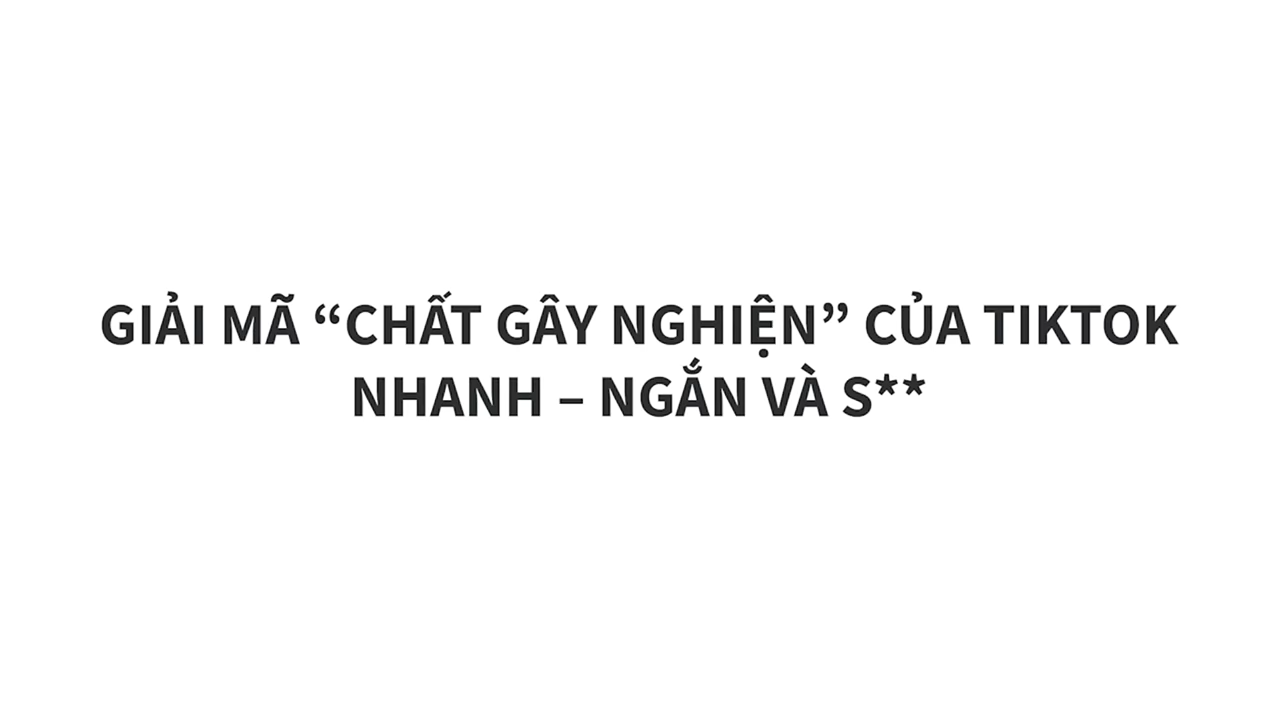 GIẢI MÃ “CHẤT GÂY NGHIỆN” CỦA TIKTOK
NHANH – NGẮN VÀ S**